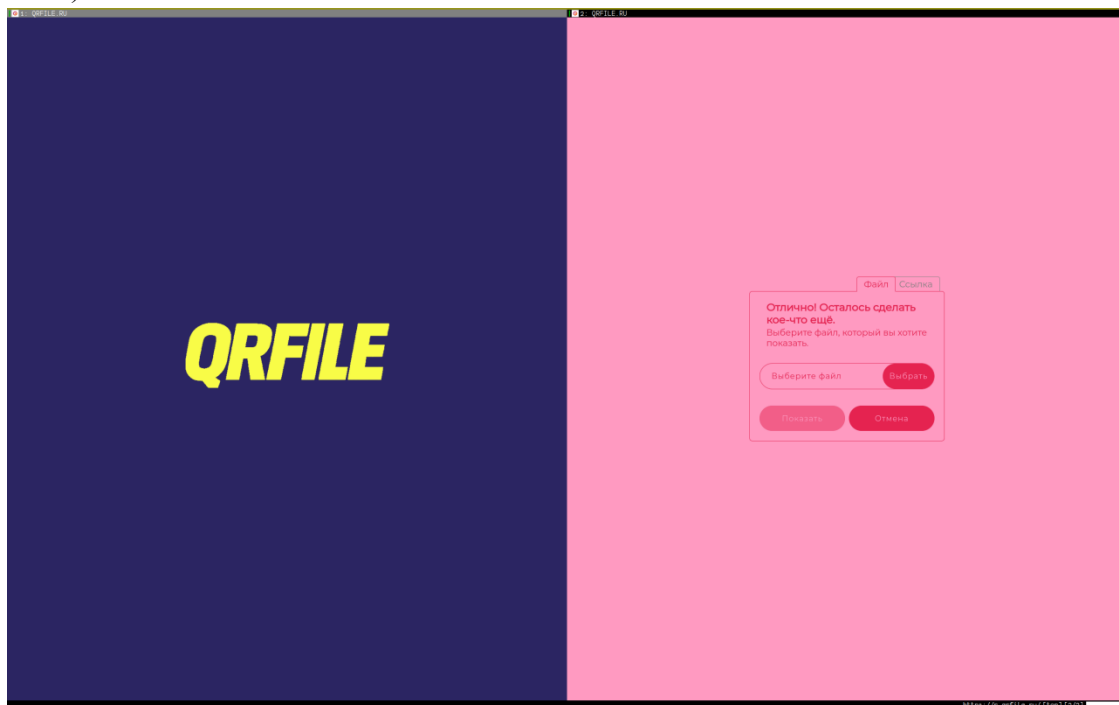 1: QRFILE.RU
2: QRFILE.RU
QRFILE
Файл
Ссылка
Отлично! Осталось сделать
кое-что ещё.
Выберите файл, который вы хотите
показать.
Выберите файл
Выбрать
Показать
Отмена